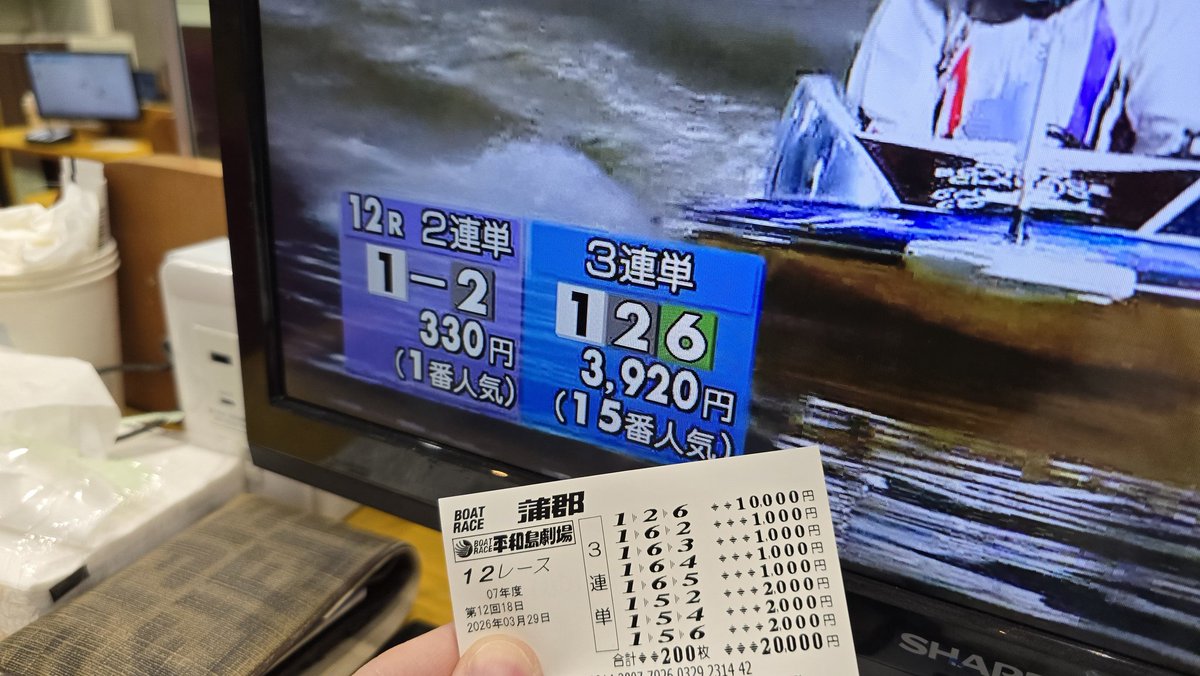 12R 2連単
1-2
330円
(1番人気)
3連単
126
3,920円
(15番人気)
SHARP
BOAT RACE 蒲郡
BOAT RACE 平和島劇場
12レース
07年度
第12回18日
2026年03月29日
3連単
1 2 6 10,000円
1 6 2 1,000円
1 6 3 1,000円
1 6 4 1,000円
1 6 5 1,000円
1 5 2 2,000円
1 5 4 2,000円
1 5 6 2,000円
合計 200枚 20,000円
2007 7026 0329 2314 42